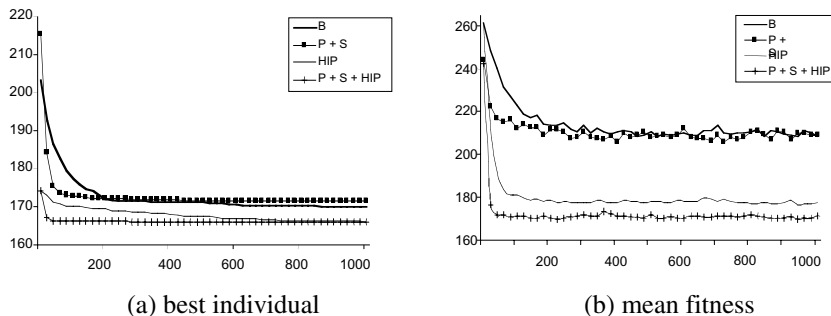 220
210
200
190
180
170
160
200
400
600
800
1000
B
P + S
HIP
P + S + HIP
(a) best individual
260
240
220
200
180
160
200
400
600
800
1000
B
P +
S
HIP
P + S + HIP
(b) mean fitness